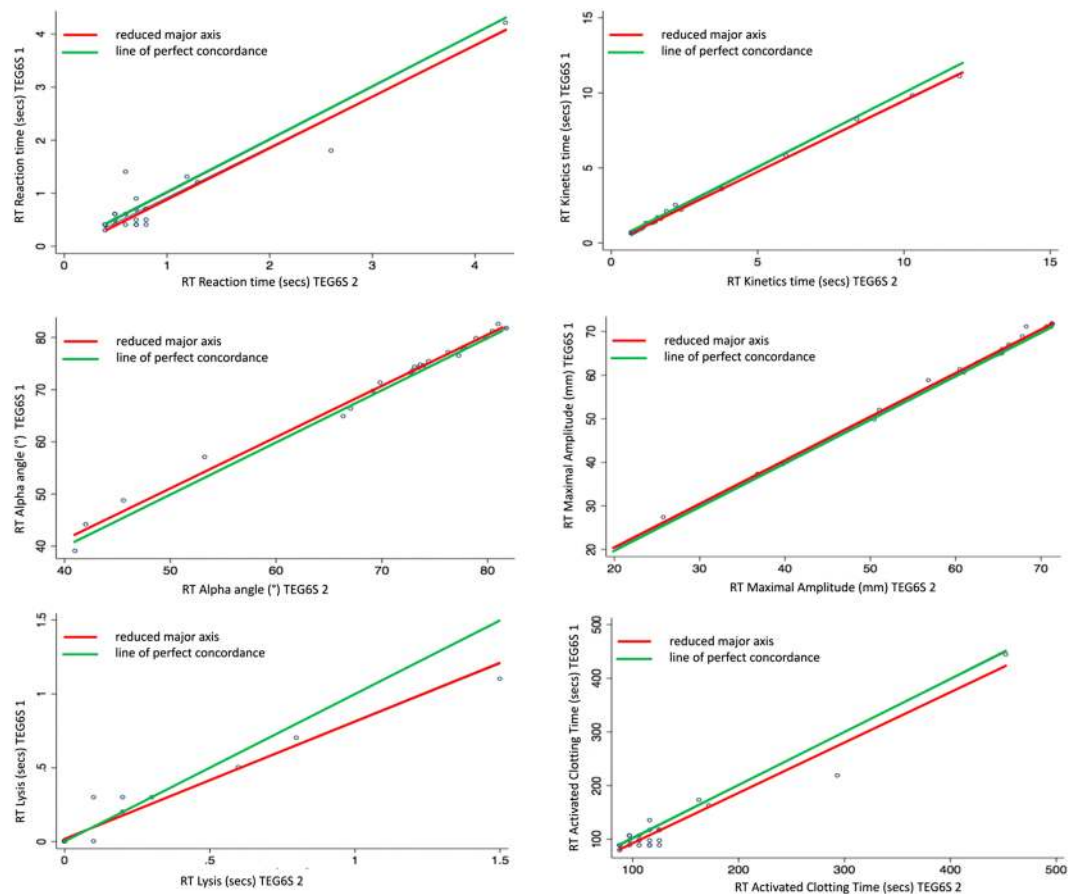 RT Reaction time (secs) TEG6S 1
4
3
2
1
0
reduced major axis
line of perfect concordance
0
1
2
3
4
RT Reaction time (secs) TEG6S 2
RT Kinetics time (secs) TEG6S 1
15
10
5
0
reduced major axis
line of perfect concordance
0
5
10
15
RT Kinetics time (secs) TEG6S 2
RT Alpha angle (°) TEG6S 1
80
70
60
50
40
reduced major axis
line of perfect concordance
40
50
60
70
80
RT Alpha angle (°) TEG6S 2
RT Maximal Amplitude (mm) TEG6S 1
70
60
50
40
30
20
reduced major axis
line of perfect concordance
20
30
40
50
60
70
RT Maximal Amplitude (mm) TEG6S 2
RT Lysis (secs) TEG6S 1
1.5
1
.5
0
reduced major axis
line of perfect concordance
0
.5
1
1.5
RT Lysis (secs) TEG6S 2
RT Activated Clotting Time (secs) TEG6S 1
500
400
300
200
100
0
reduced major axis
line of perfect concordance
100
200
300
400
500
RT Activated Clotting Time (secs) TEG6S 2